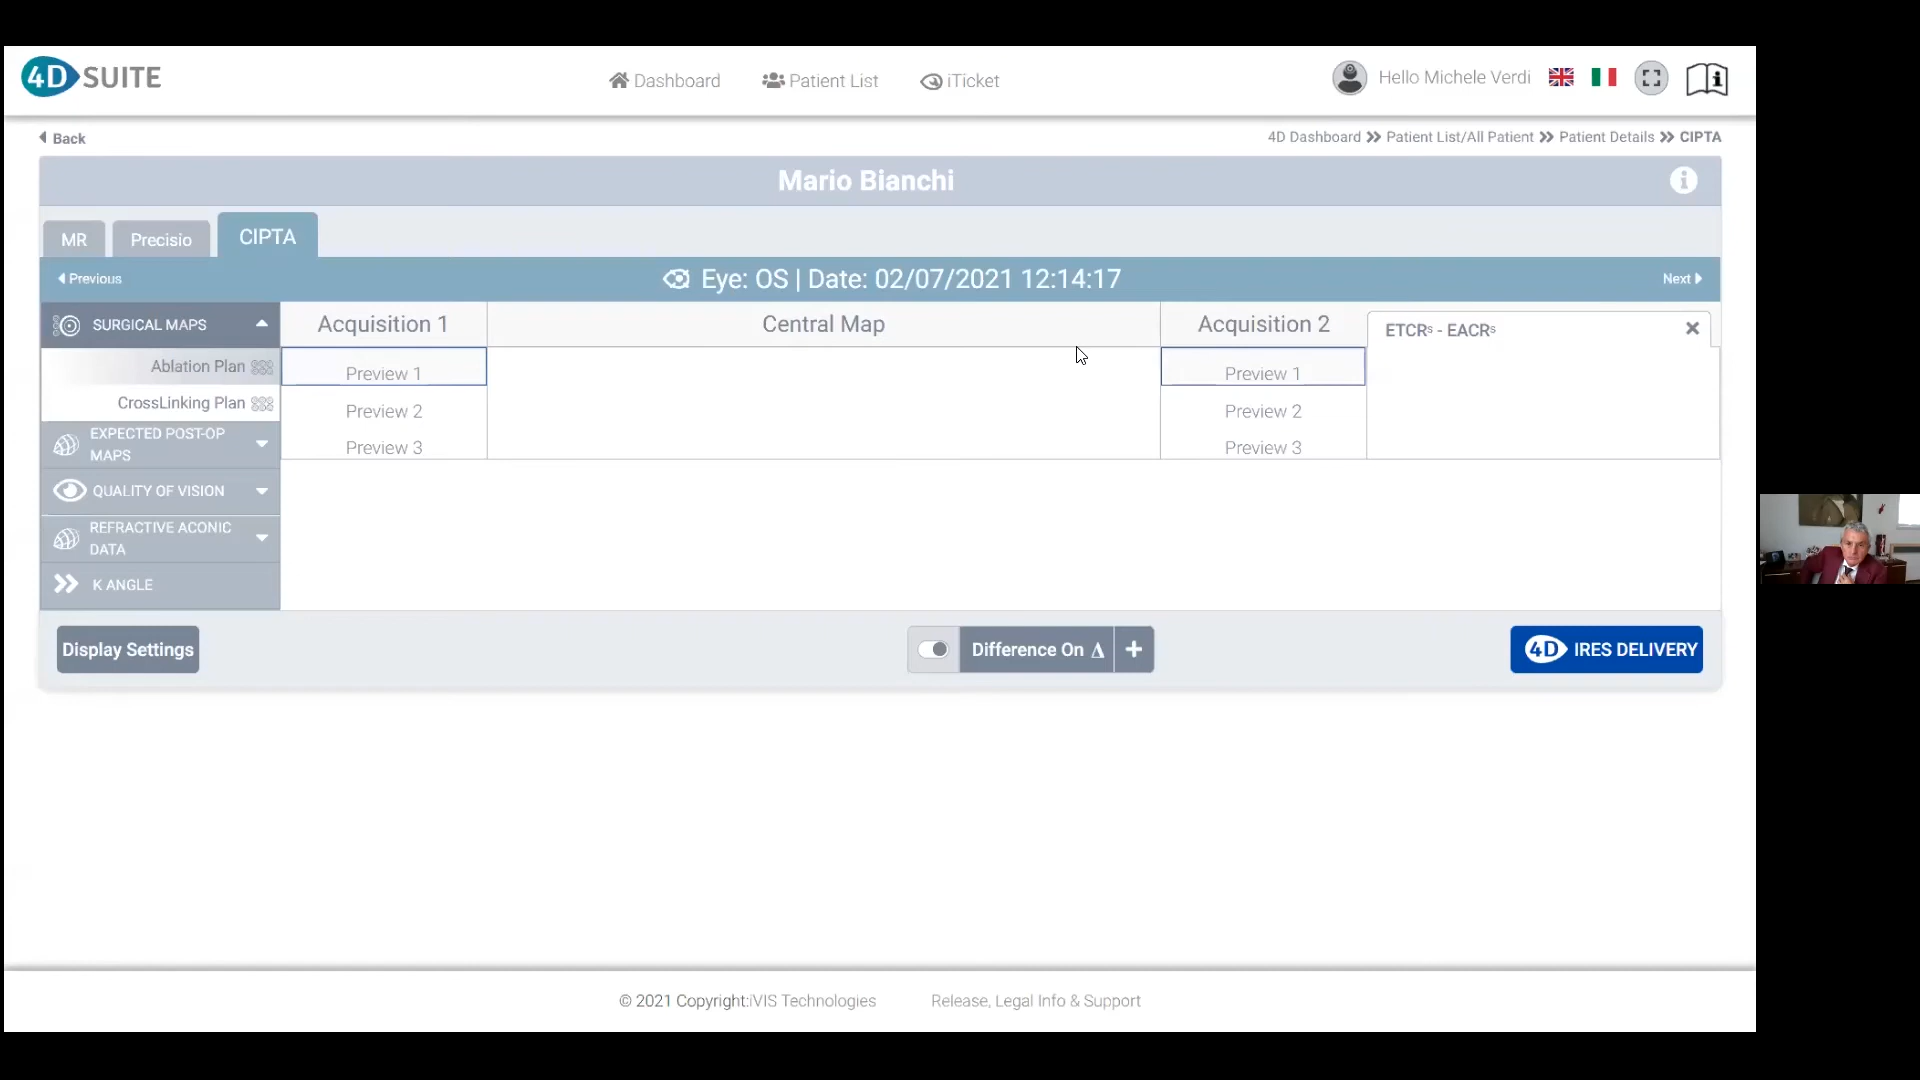 4D SUITE
Dashboard
Patient List
iTicket
Hello Michele Verdi
Back
4D Dashboard
Patient List/All Patient
Patient Details
CIPTA
Mario Bianchi
MR
Precisio
CIPTA
Previous
Eye: OS | Date: 02/07/2021 12:14:17
Next
SURGICAL MAPS
Ablation Plan
CrossLinking Plan
EXPECTED POST-OP
MAPS
QUALITY OF VISION
REFRACTIVE ACONIC
DATA
K ANGLE
Acquisition 1
Preview 1
Preview 2
Preview 3
Central Map
Acquisition 2
Preview 1
Preview 2
Preview 3
ETCRˢ - EACRˢ
Display Settings
Difference On Δ
4D IRES DELIVERY
© 2021 Copyright:iVIS Technologies
Release, Legal Info & Support